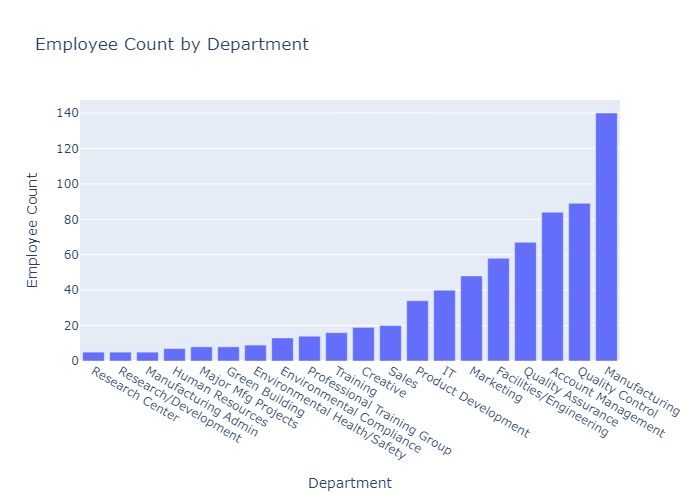 Employee Count by Department
Employee Count
140
120
100
80
60
40
20
0
Research Center
Research/Development
Manufacturing Admin
Human Resources
Major Mfg Projects
Green Building
Environmental Health/Safety
Environmental Compliance
Professional Training Group
Training
Creative
Sales
Product Development
IT
Marketing
Facilities/Engineering
Quality Assurance
Account Management
Quality Control
Manufacturing
Department